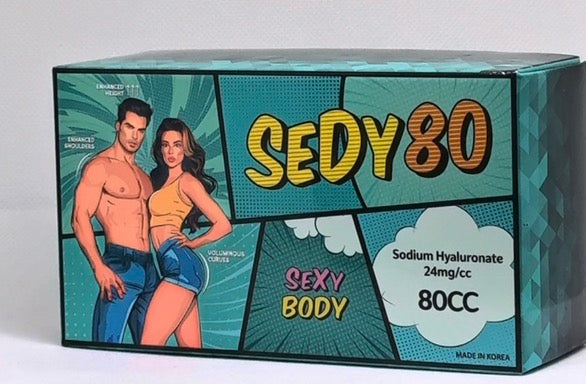 ENHANCED
HEIGHT
ENHANCED
SHOULDERS
SEDY80
VOLUMINOUS
CURVES
SEXY
BODY
Sodium Hyaluronate
24mg/cc
80CC
MADE IN KOREA